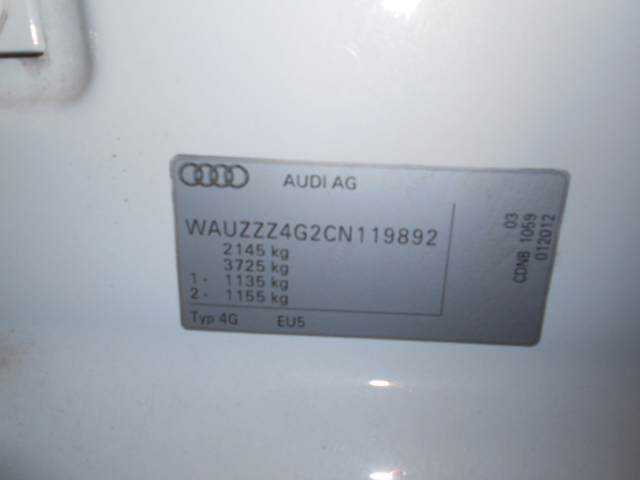 AUDI AG
WAUZZZ4G2CN119892
2145 kg
3725 kg
1- 1135 kg
2- 1155 kg
Typ 4G EU5
03
CDNB 1059
012012